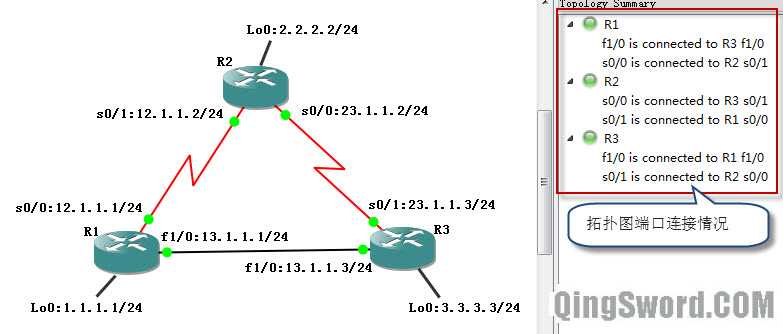 Lo0:2.2.2.2/24
R2
s0/1:12.1.1.2/24
s0/0:23.1.1.2/24
s0/0:12.1.1.1/24
s0/1:23.1.1.3/24
R1
f1/0:13.1.1.1/24
R3
f1/0:13.1.1.3/24
Lo0:1.1.1.1/24
Lo0:3.3.3.3/24
Topology Summary
R1
f1/0 is connected to R3 f1/0
s0/0 is connected to R2 s0/1
R2
s0/0 is connected to R3 s0/1
s0/1 is connected to R1 s0/0
R3
f1/0 is connected to R1 f1/0
s0/1 is connected to R2 s0/0
拓扑图端口连接情况
QingSword.COM